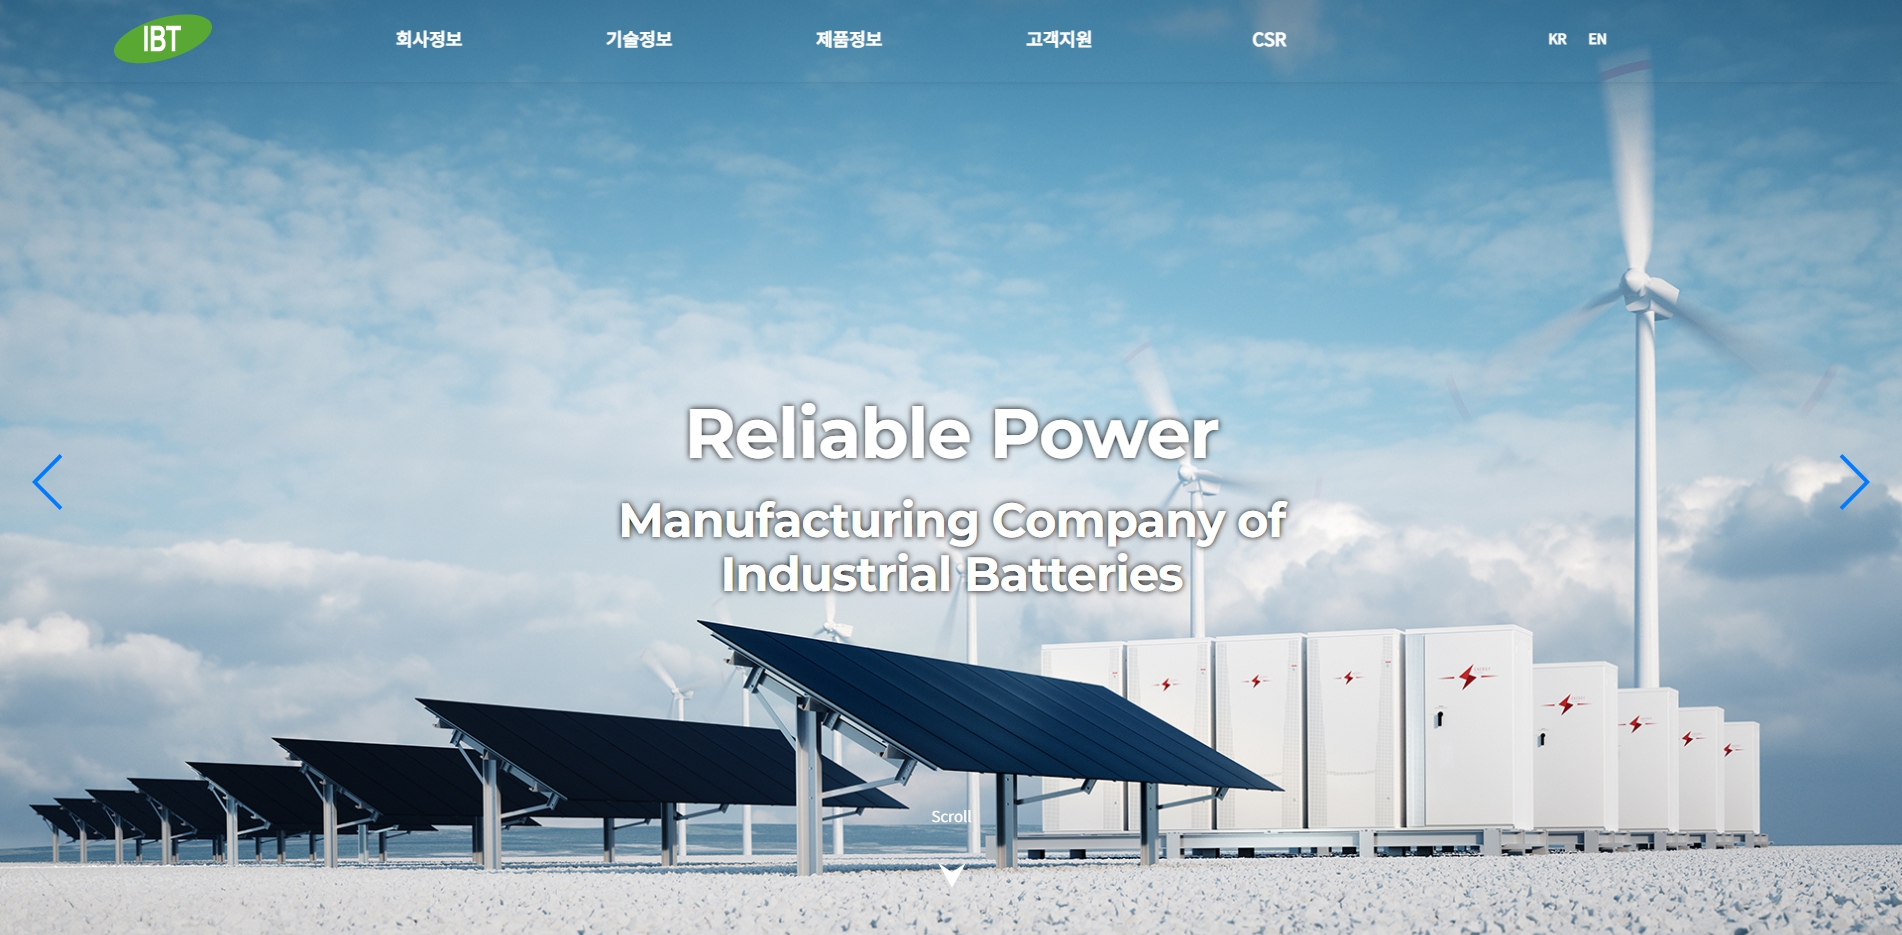 IBT
회사정보
기술정보
제품정보
고객지원
CSR
KR EN
Reliable Power
Manufacturing Company of
Industrial Batteries
Scroll